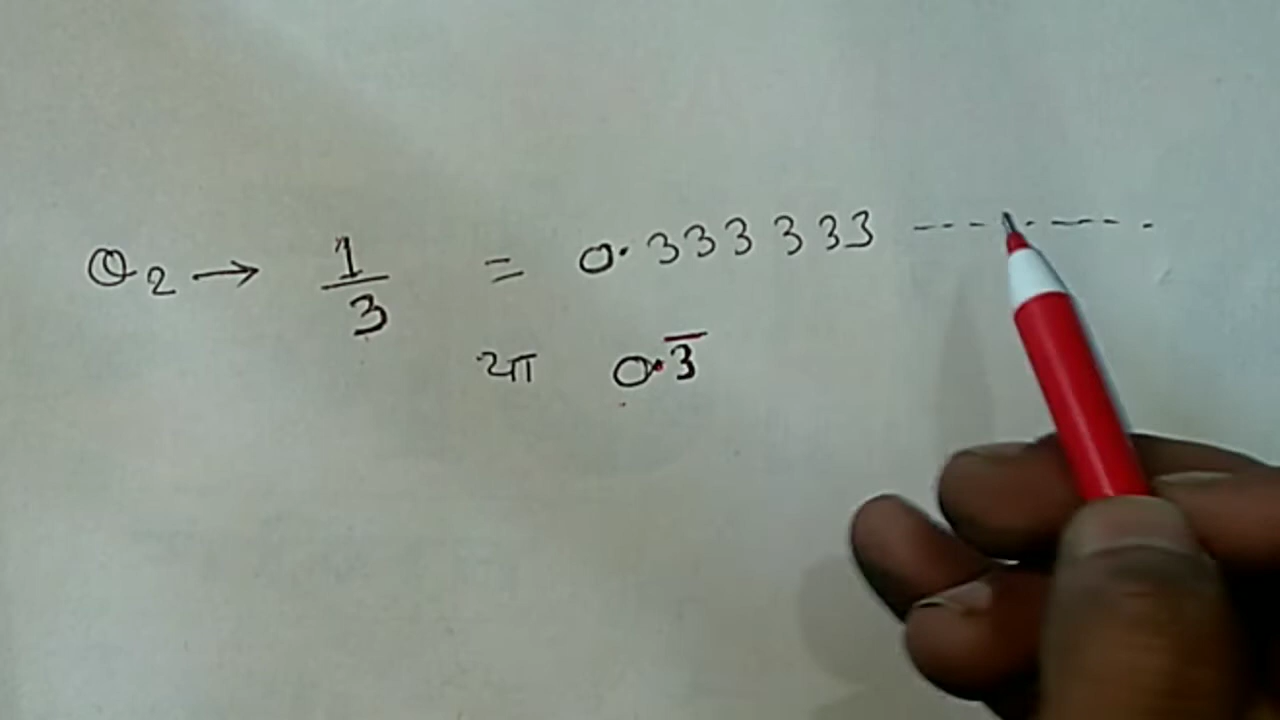 Q2 → 1/3 = 0.333333 ---------
या 0.3̅